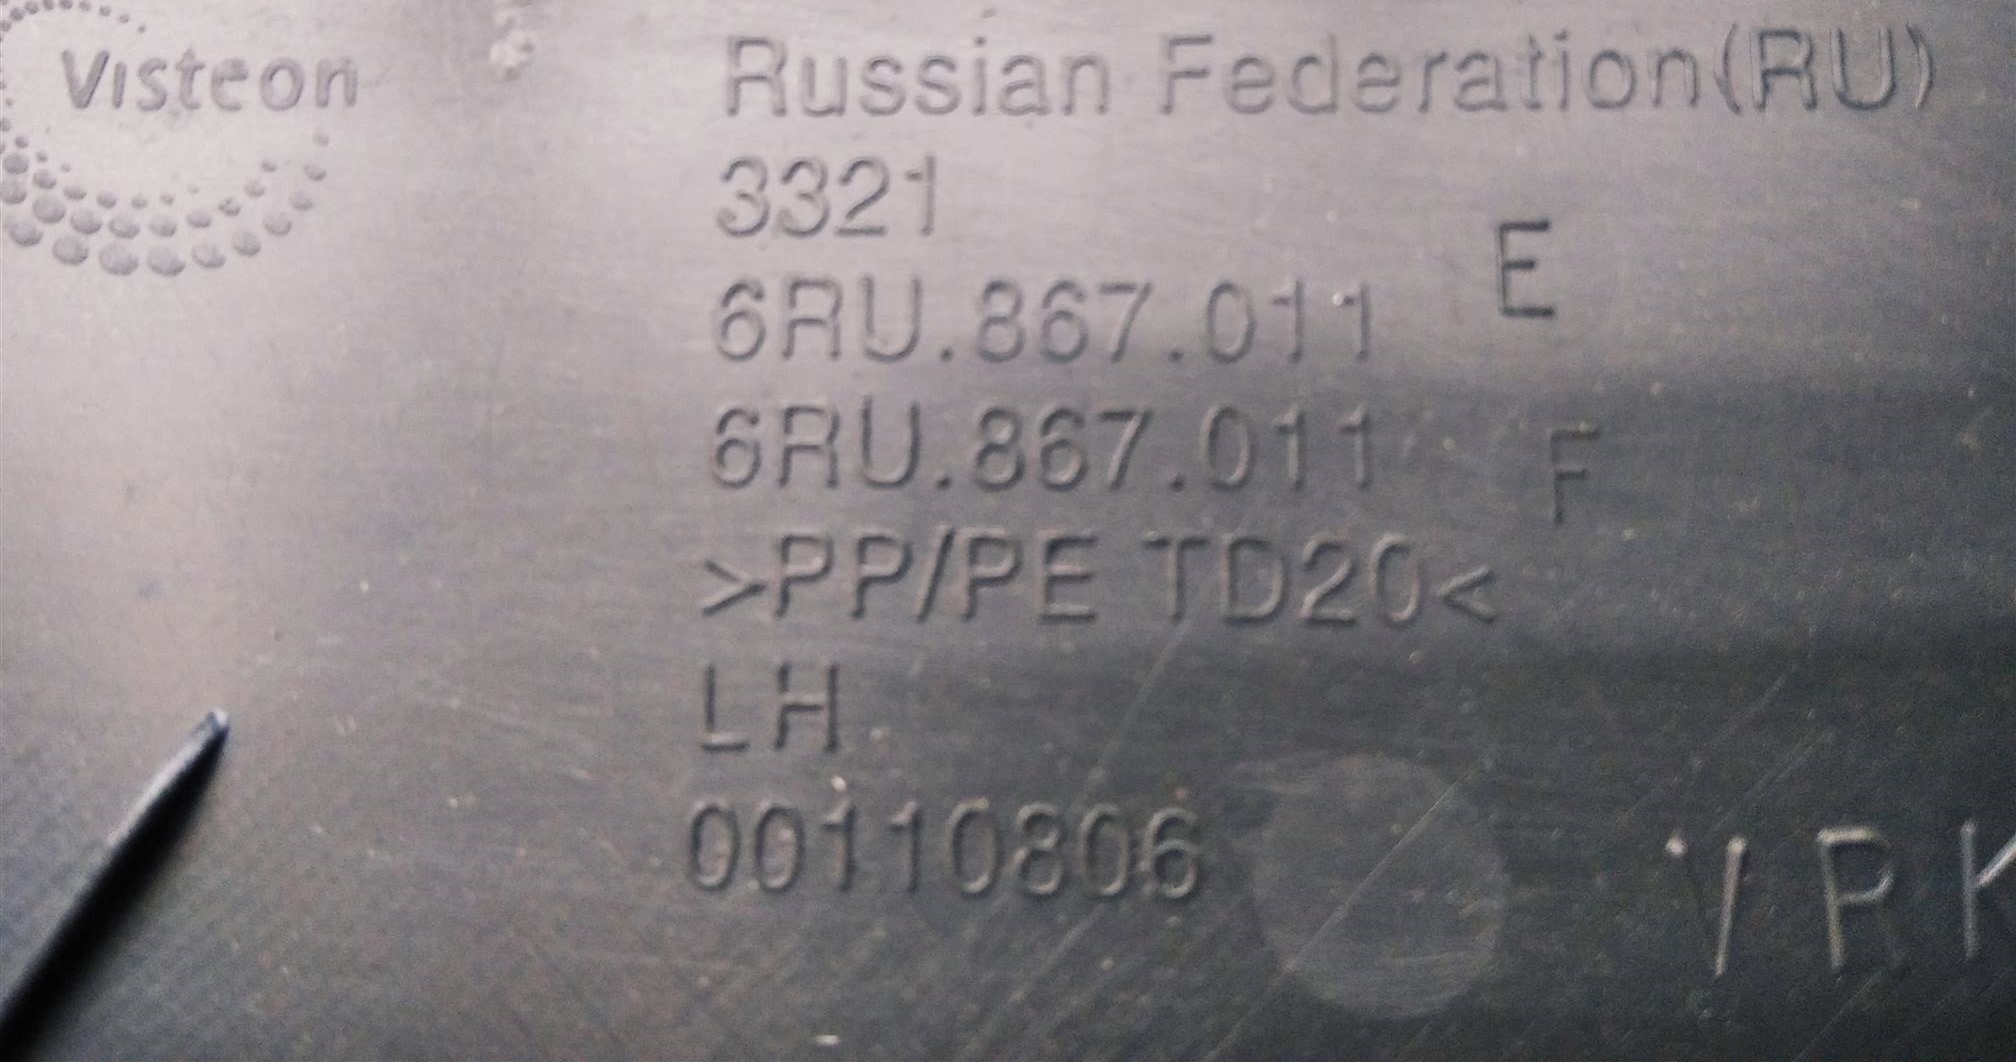 Visteon
Russian Federation(RU)
3321
6RU.867.011 E
6RU.867.011 F
>PP/PE TD20<
LH
00110806